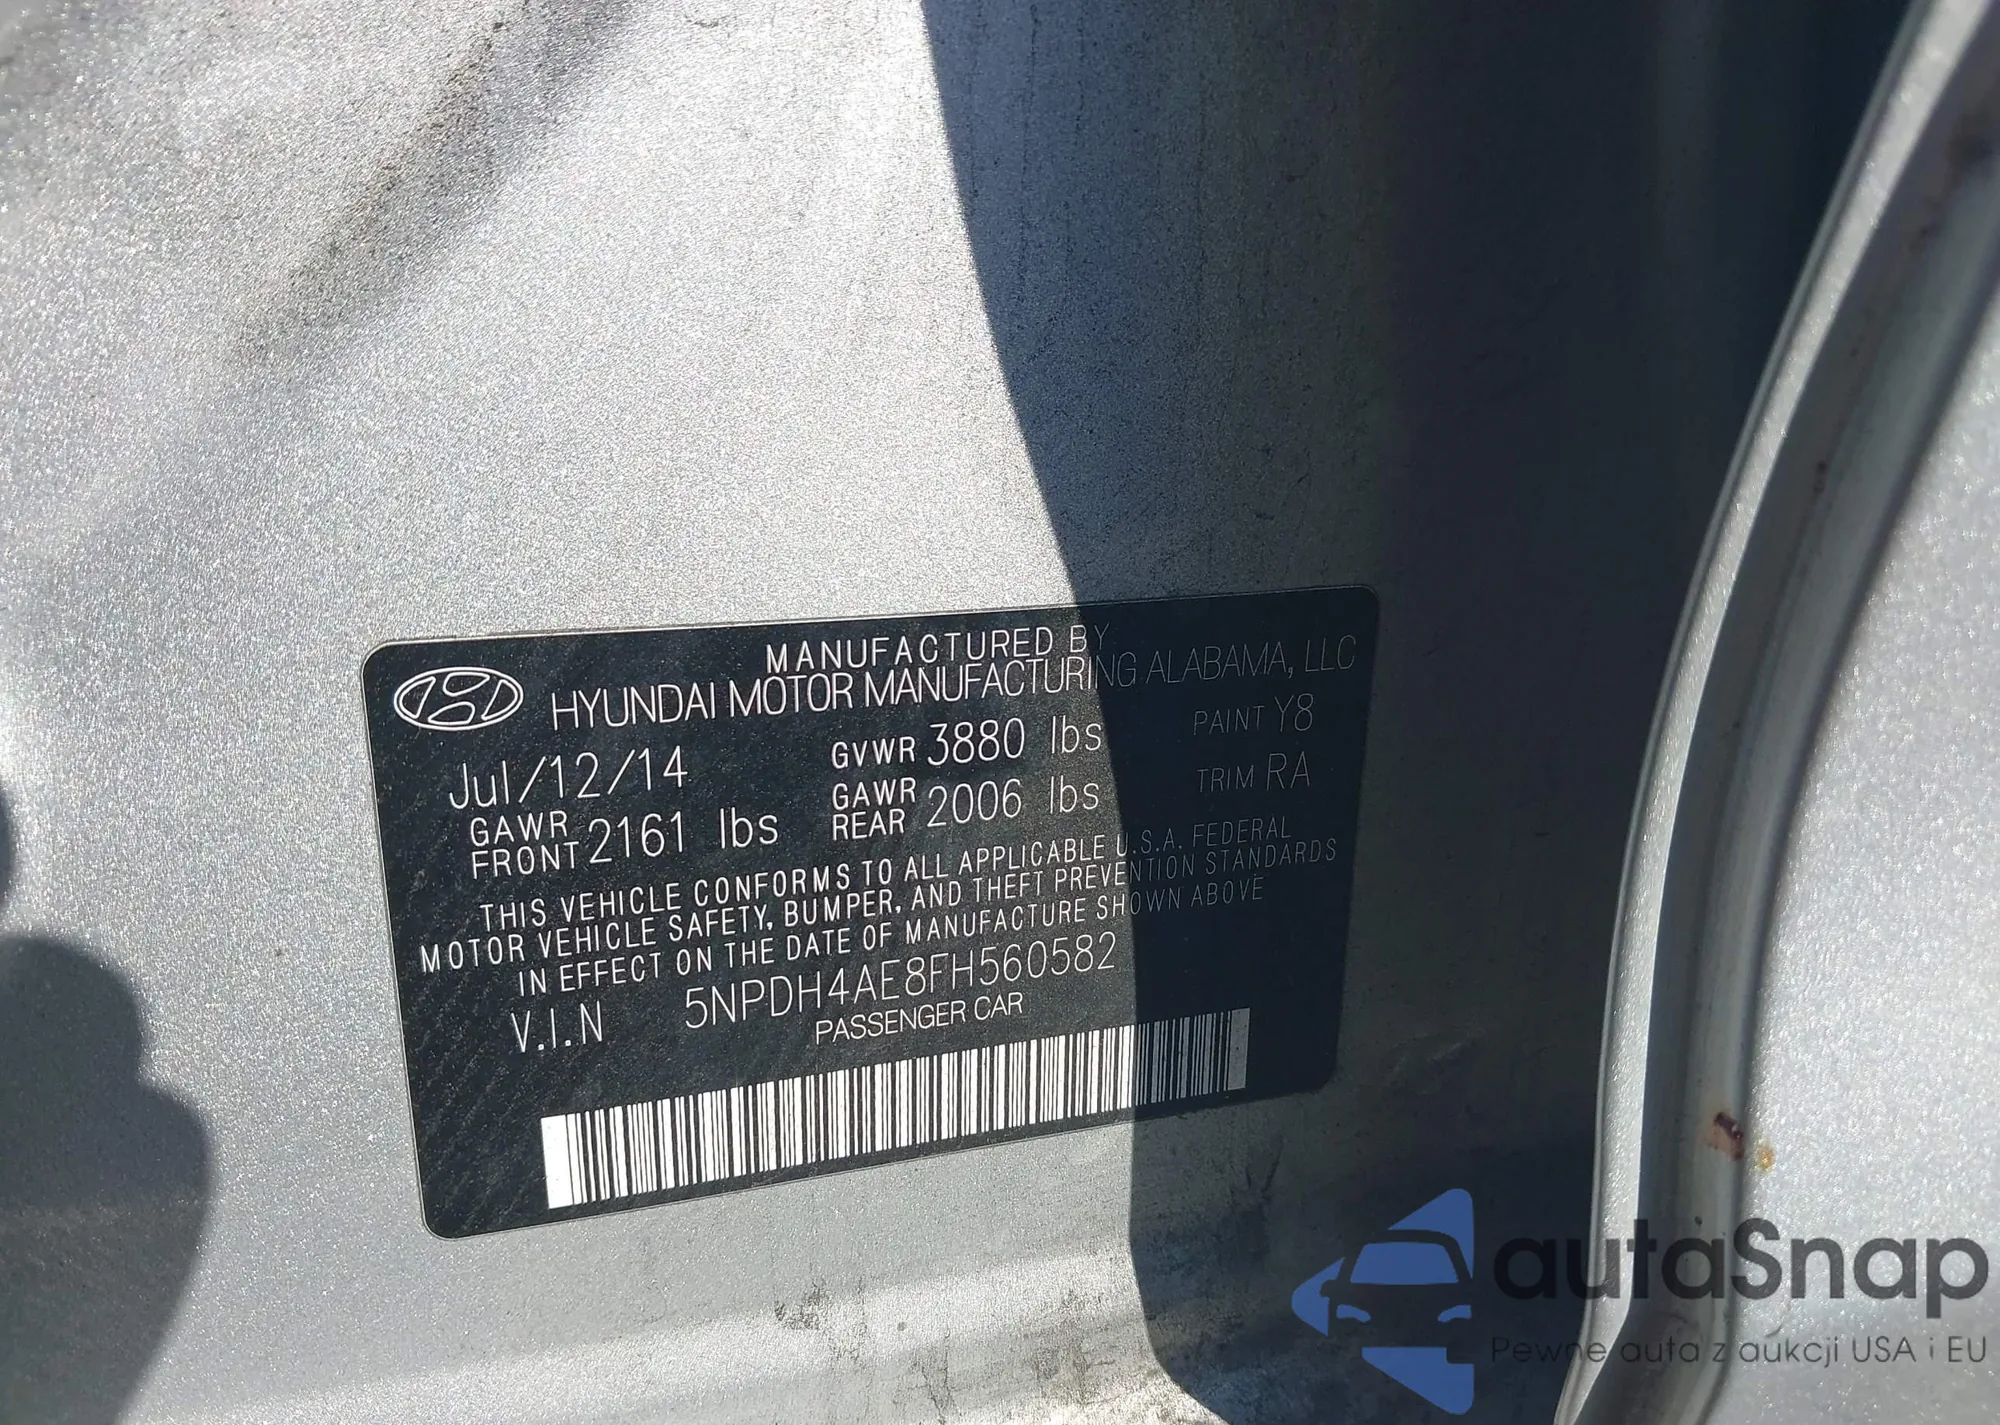 MANUFACTURED BY
HYUNDAI MOTOR MANUFACTURING ALABAMA, LLC
Jul/12/14 GVWR 3880 lbs PAINT Y8
GAWR FRONT 2161 lbs GAWR REAR 2006 lbs TRIM RA
THIS VEHICLE CONFORMS TO ALL APPLICABLE U.S.A. FEDERAL
MOTOR VEHICLE SAFETY, BUMPER, AND THEFT PREVENTION STANDARDS
IN EFFECT ON THE DATE OF MANUFACTURE SHOWN ABOVE
V.I.N 5NPDH4AE8FH560582
PASSENGER CAR
autaSnap
Pewne auta z aukcji USA i EU